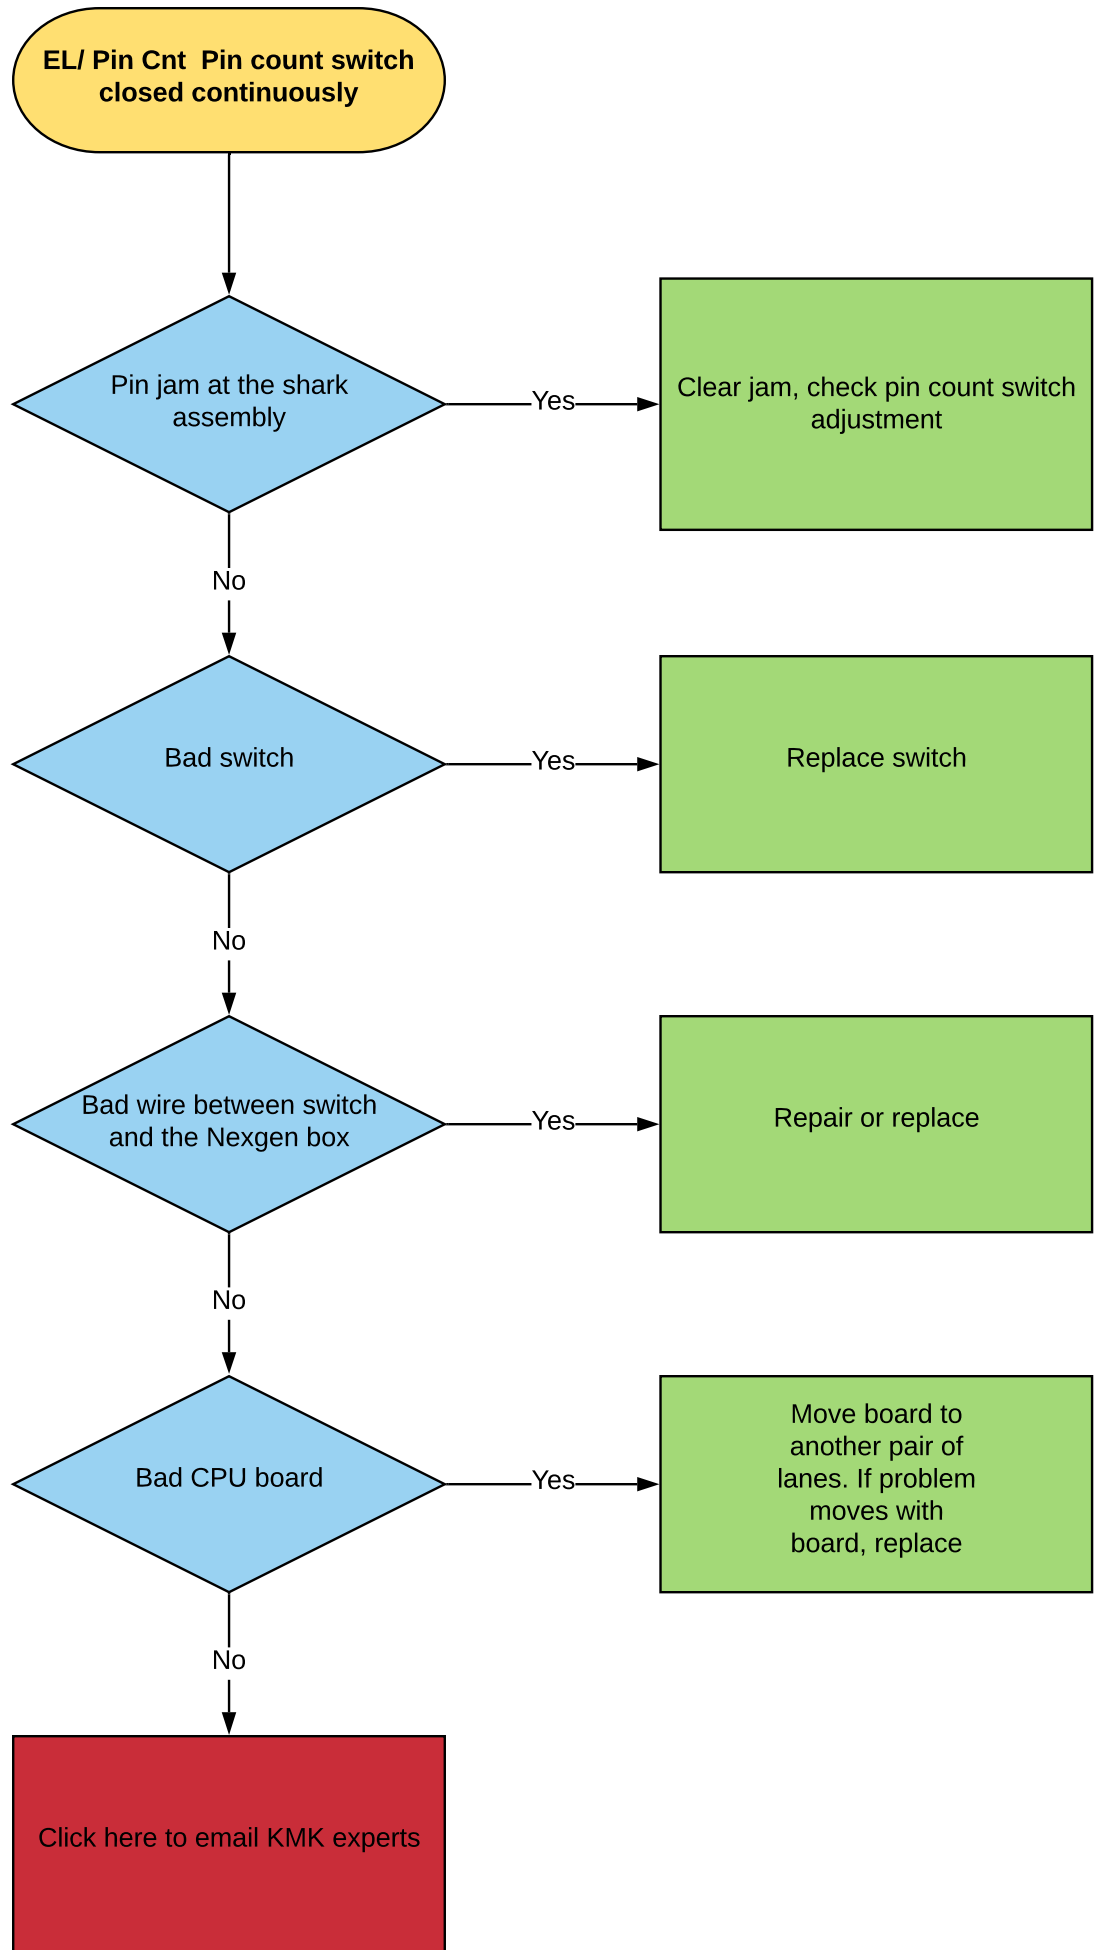 EL/ Pin Cnt  Pin count switch
closed continuously
Pin jam at the shark
assembly
Yes
Clear jam, check pin count switch
adjustment
No
Bad switch
Yes
Replace switch
No
Bad wire between switch
and the Nexgen box
Yes
Repair or replace
No
Bad CPU board
Yes
Move board to
another pair of
lanes. If problem
moves with
board, replace
No
Click here to email KMK experts